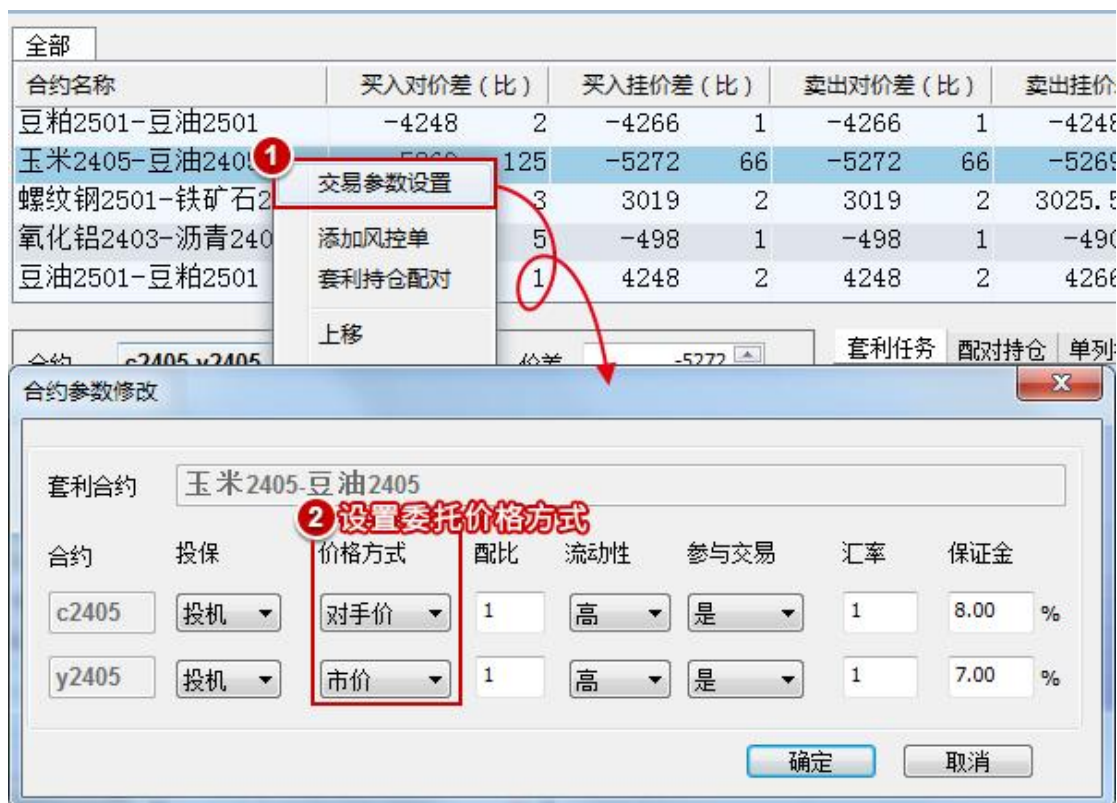 全部
合约名称 买入对价差（比） 买入挂价差（比） 卖出对价差（比） 卖出挂价
豆粕2501-豆油2501 -4248 2 -4266 1 -4266 1 -4248
玉米2405-豆油2405 125 -5272 66 -5272 66 -5269
1
交易参数设置
螺纹钢2501-铁矿石2 3 3019 2 3019 2 3025.5
氧化铝2403-沥青240 添加风控单 5 -498 1 -498 1 -490
豆油2501-豆粕2501 套利持仓配对 1 4248 2 4248 2 4266
上移
合约 c2405,y2405 价差 -5272 套利任务 配对持仓 单列
合约参数修改
套利合约 玉米2405-豆油2405
2 设置委托价格方式
合约 投保 价格方式 配比 流动性 参与交易 汇率 保证金
c2405 投机 对手价 1 高 是 1 8.00 %
y2405 投机 市价 1 高 是 1 7.00 %
确定 取消